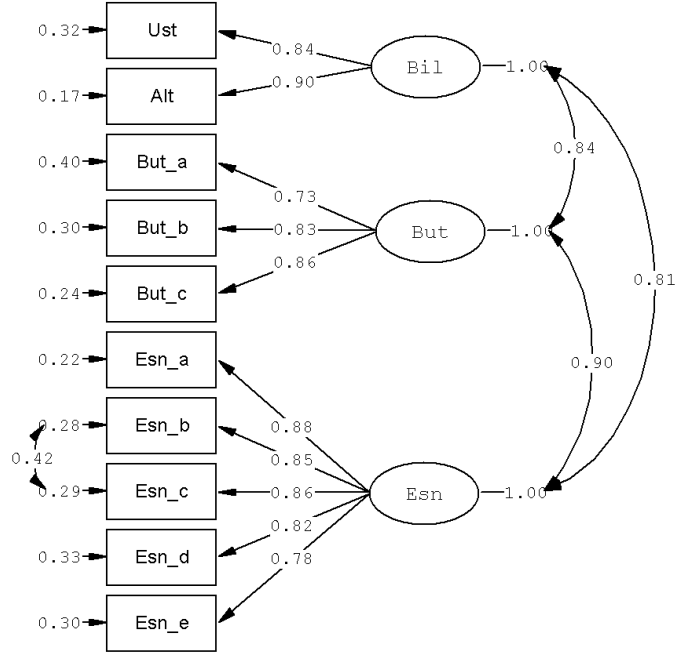 0.32 Ust 0.84
0.17 Alt 0.90 Bil 1.00
0.40 But_a 0.73 0.84
0.30 But_b 0.83 But 1.00
0.24 But_c 0.86 0.81
0.22 Esn_a 0.88 0.90
0.28 Esn_b 0.85
0.42
0.29 Esn_c 0.86 Esn 1.00
0.33 Esn_d 0.82
0.30 Esn_e 0.78